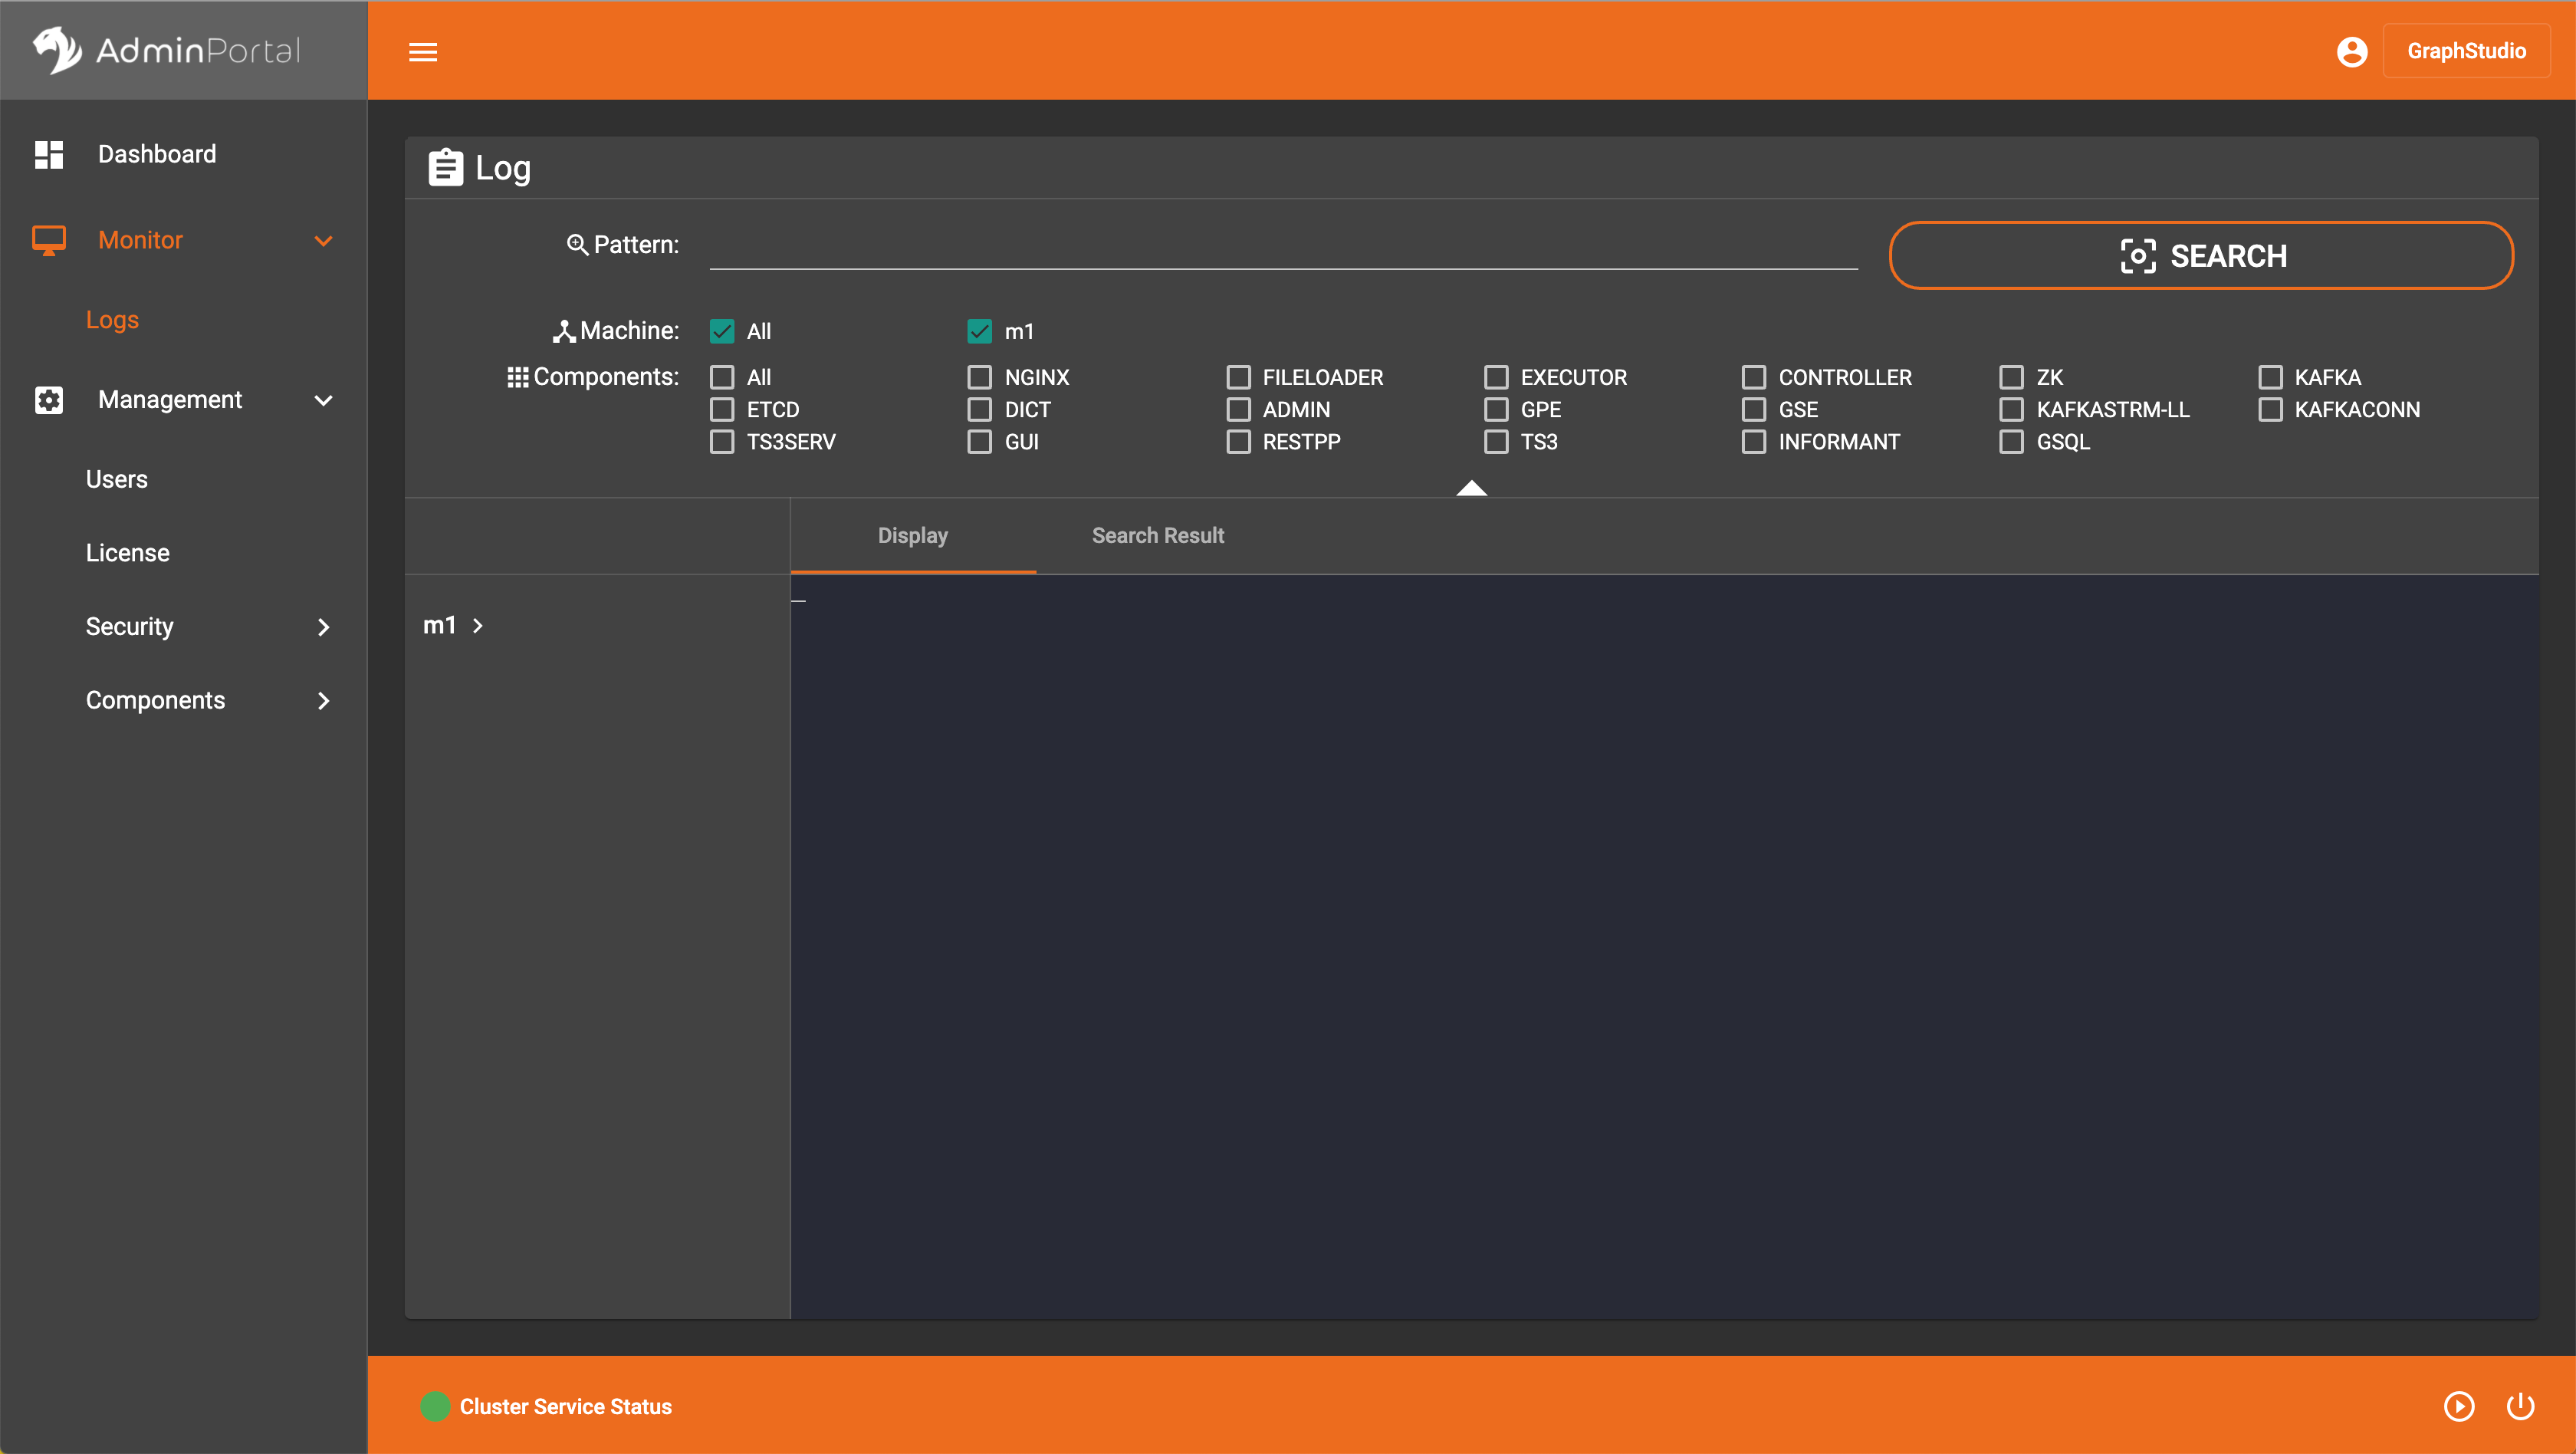 AdminPortal
GraphStudio
Dashboard
Monitor
Logs
Management
Users
License
Security
Components
Log
Pattern:
SEARCH
Machine: All m1
Components: All NGINX FILELOADER EXECUTOR CONTROLLER ZK KAFKA
ETCD DICT ADMIN GPE GSE KAFKASTRM-LL KAFKACONN
TS3SERV GUI RESTPP TS3 INFORMANT GSQL
Display Search Result
m1
Cluster Service Status